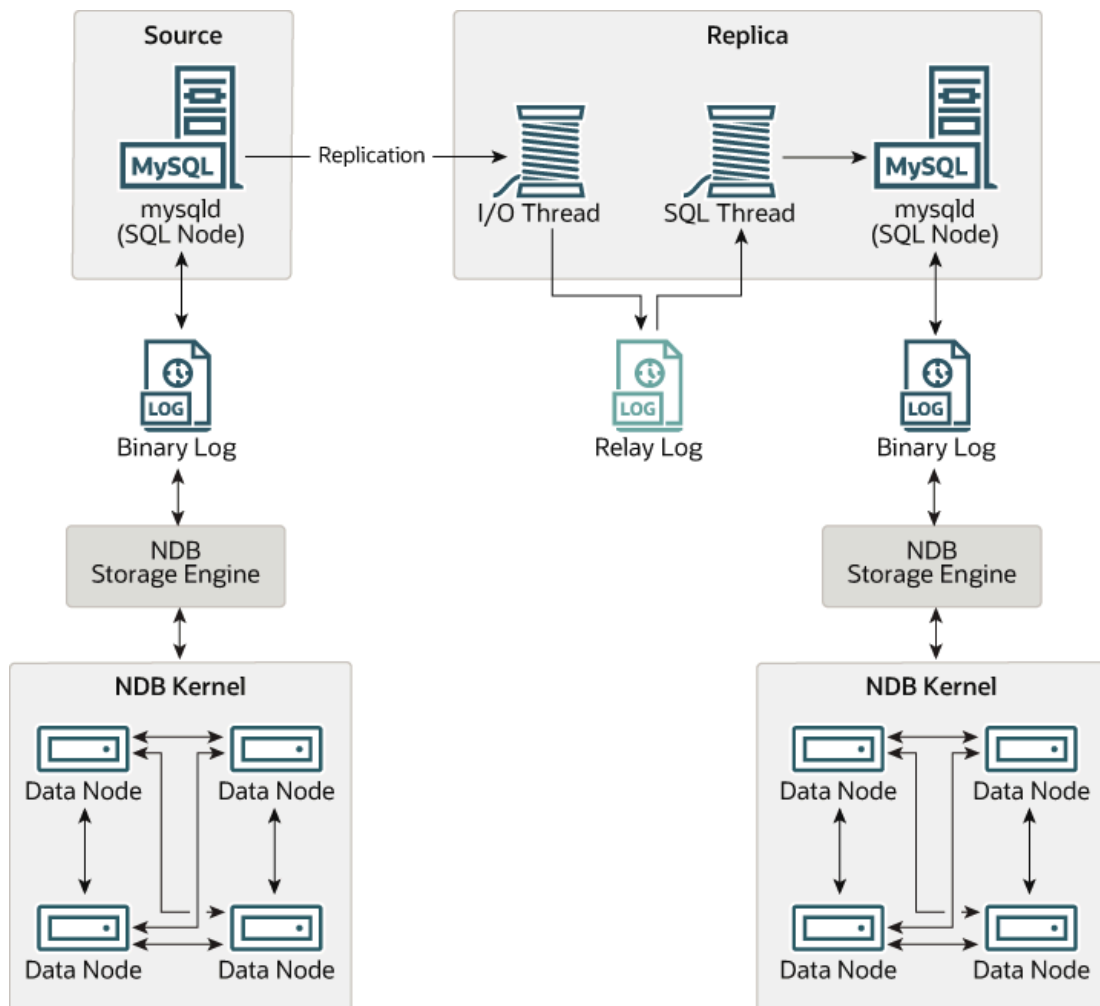 Source
Replica
MySQL
Replication
MySQL
mysqld
(SQL Node)
I/O Thread
SQL Thread
mysqld
(SQL Node)
LOG
LOG
LOG
Binary Log
Relay Log
Binary Log
NDB
Storage Engine
NDB
Storage Engine
NDB Kernel
NDB Kernel
Data Node
Data Node
Data Node
Data Node
Data Node
Data Node
Data Node
Data Node